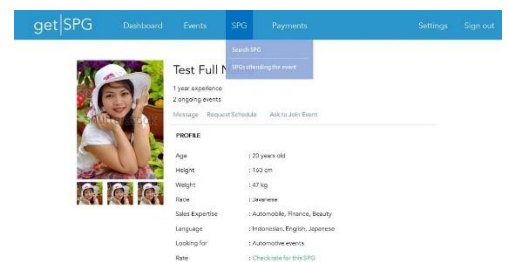 get|SPG Dashboard Events SPG Payments Settings Sign out
Search SPG
SPGs attending the event
Test Full
1 year experience
2 ongoing events
Message Request Schedule Ask to Join Event
PROFILE
Age : 20 years old
Height : 160 cm
Weight : 47 kg
Race : Javanese
Sales Expertise : Automobile, Finance, Beauty
Language : Indonesian, English, Japanese
Looking for : Automotive events
Rate : Check rate for this SPG